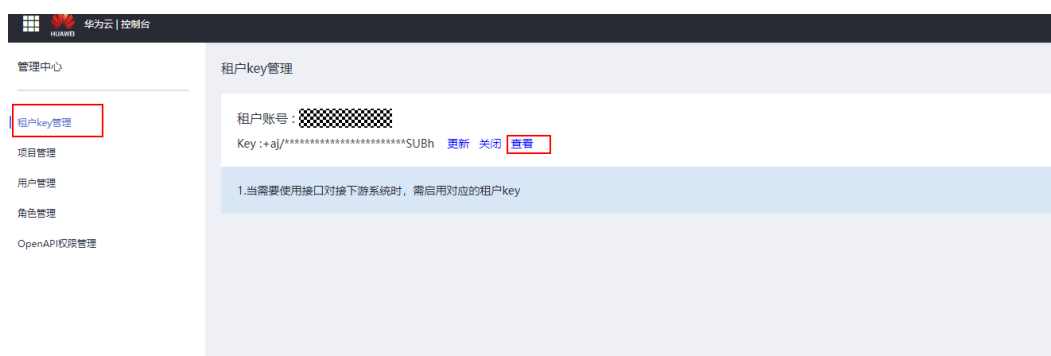 HUAWEI
华为云 | 控制台
管理中心
租户key管理
项目管理
用户管理
角色管理
OpenAPI权限管理
租户key管理
租户账号：
Key :+aj/************************SUBh 更新 关闭 查看
1.当需要使用接口对接下游系统时，需启用对应的租户key